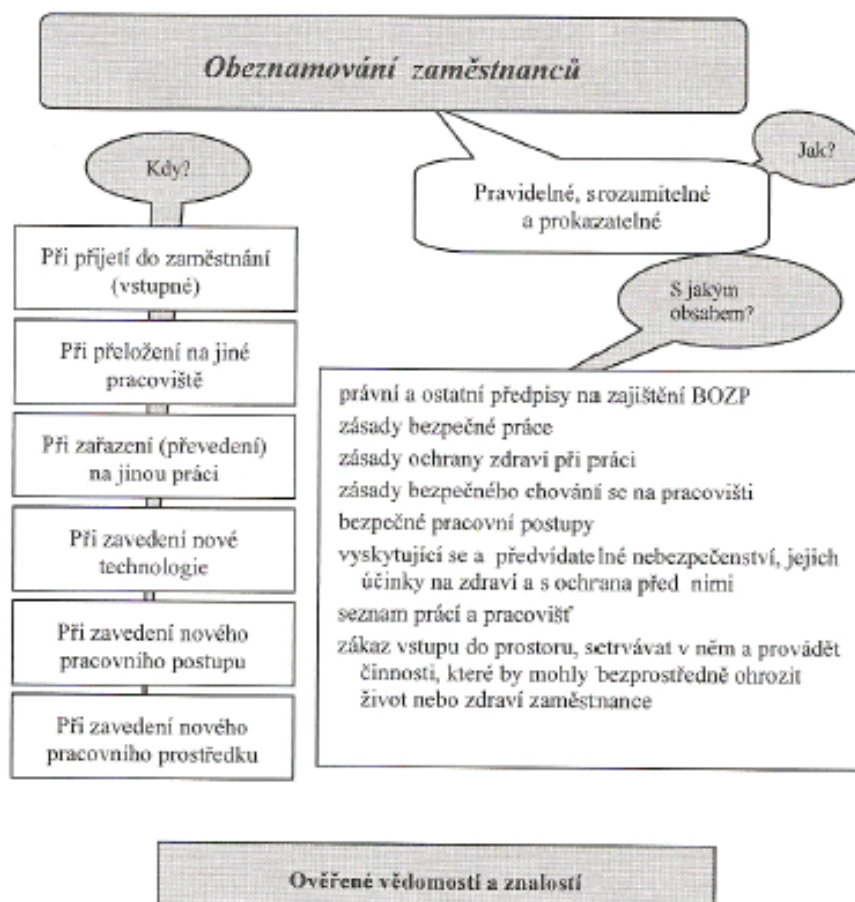 Obeznamování zaměstnanců
Kdy?
Jak?
Pravidelné, srozumitelné
a prokazatelné
Při přijetí do zaměstnání
(vstupné)
Při přeložení na jiné
pracoviště
Při zařazení (převedení)
na jinou práci
Při zavedení nové
technologie
Při zavedení nového
pracovního postupu
Při zavedení nového
pracovního prostředku
S jakým
obsahem?
právní a ostatní předpisy na zajištění BOZP
zásady bezpečné práce
zásady ochrany zdraví při práci
zásady bezpečného chování se na pracovišti
bezpečné pracovní postupy
vyskytující se a předvídatelné nebezpečenství, jejich
účinky na zdraví a s ochrana před nimi
seznam prácí a pracovišť
zákaz vstupu do prostoru, setrvávat v něm a provádět
činnosti, které by mohly bezprostředně ohrozit
život nebo zdraví zaměstnance
Ověřené vědomostí a znalostí